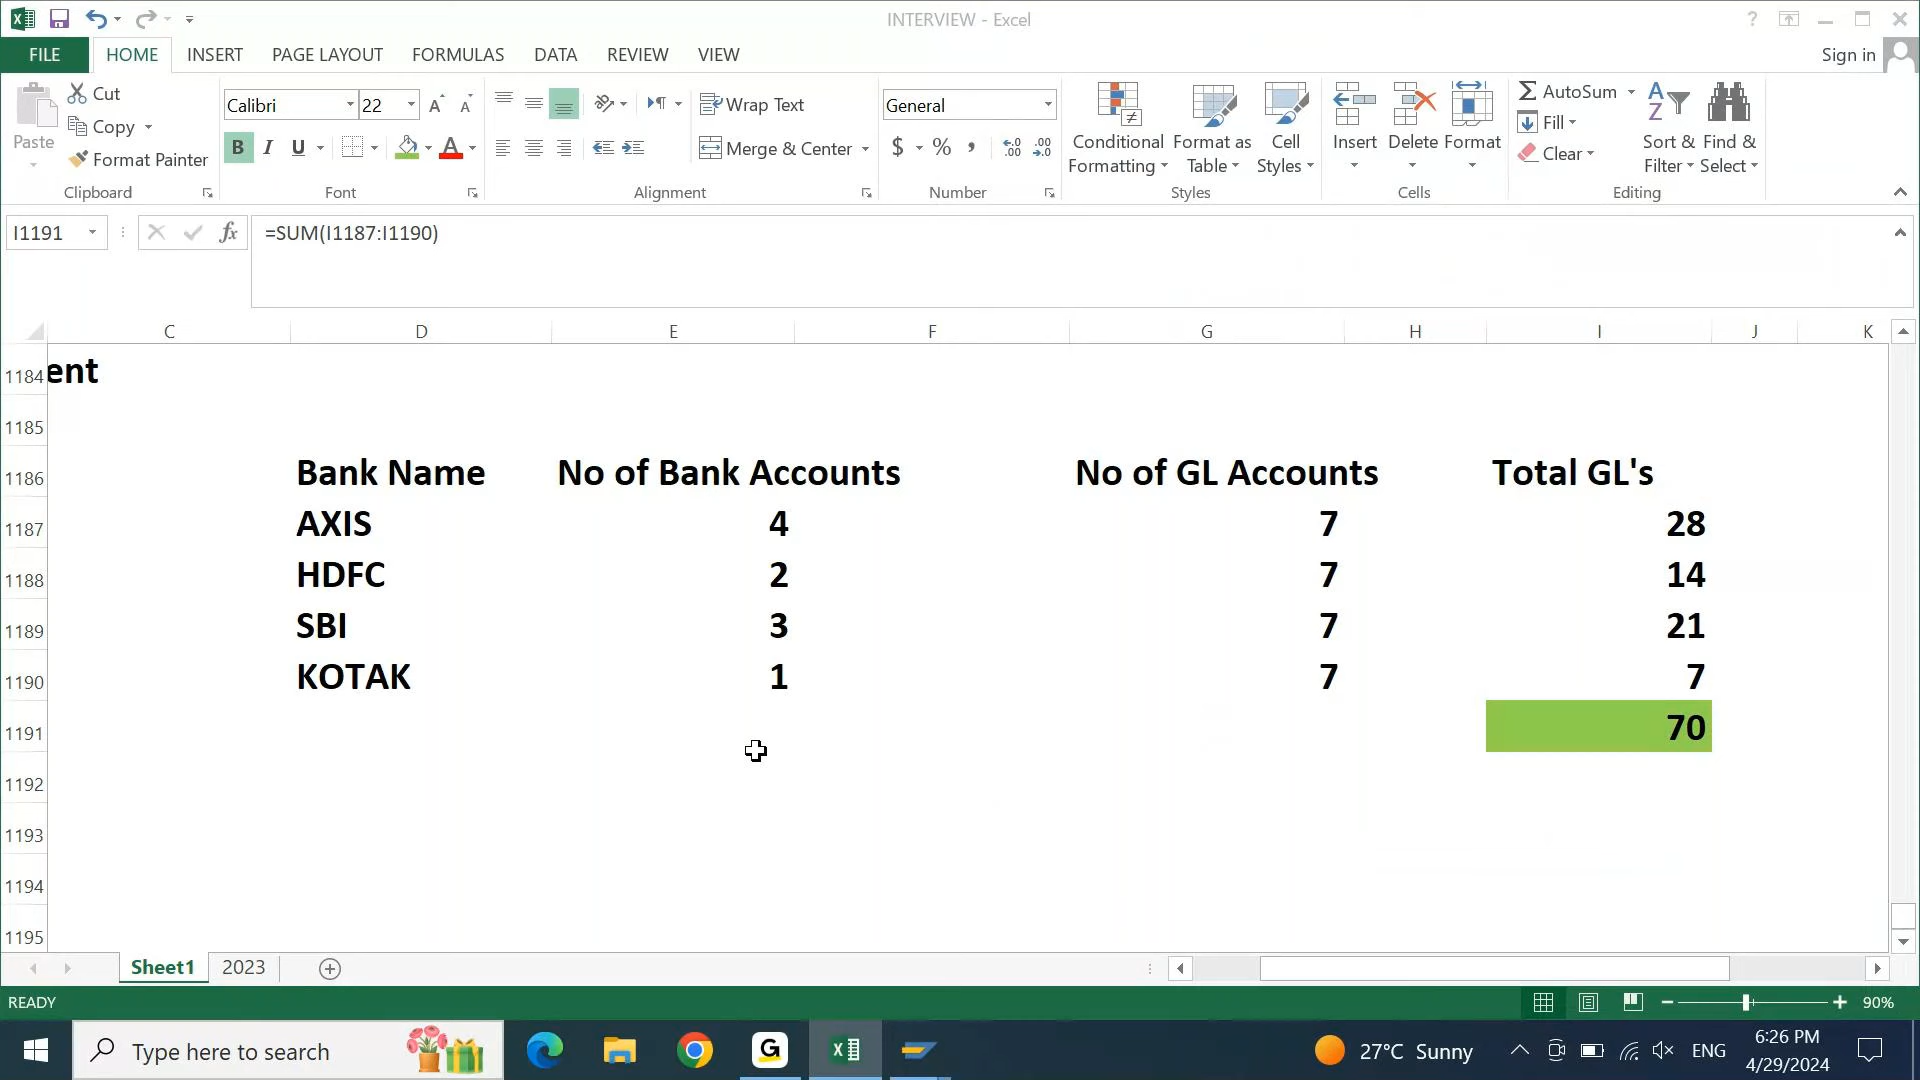 INTERVIEW - Excel
?
FILE HOME INSERT PAGE LAYOUT FORMULAS DATA REVIEW VIEW Sign in
Paste
Cut
Copy
Format Painter
Clipboard
Calibri 22 A A
B I U A
Font
Wrap Text
Merge & Center
Alignment
General
$ % ,
Number
Conditional Formatting
Format as Table
Cell Styles
Styles
Insert Delete Format
Cells
AutoSum
Fill
Clear
Sort & Filter
Find & Select
Editing
I1191 fx =SUM(I1187:I1190)
C D E F G H I J K
1184 ent
1185
1186 Bank Name No of Bank Accounts No of GL Accounts Total GL's
1187 AXIS 4 7 28
1188 HDFC 2 7 14
1189 SBI 3 7 21
1190 KOTAK 1 7 7
1191 70
1192
1193
1194
1195
Sheet1 2023
READY 90%
Type here to search 27°C Sunny ENG 6:26 PM
4/29/2024